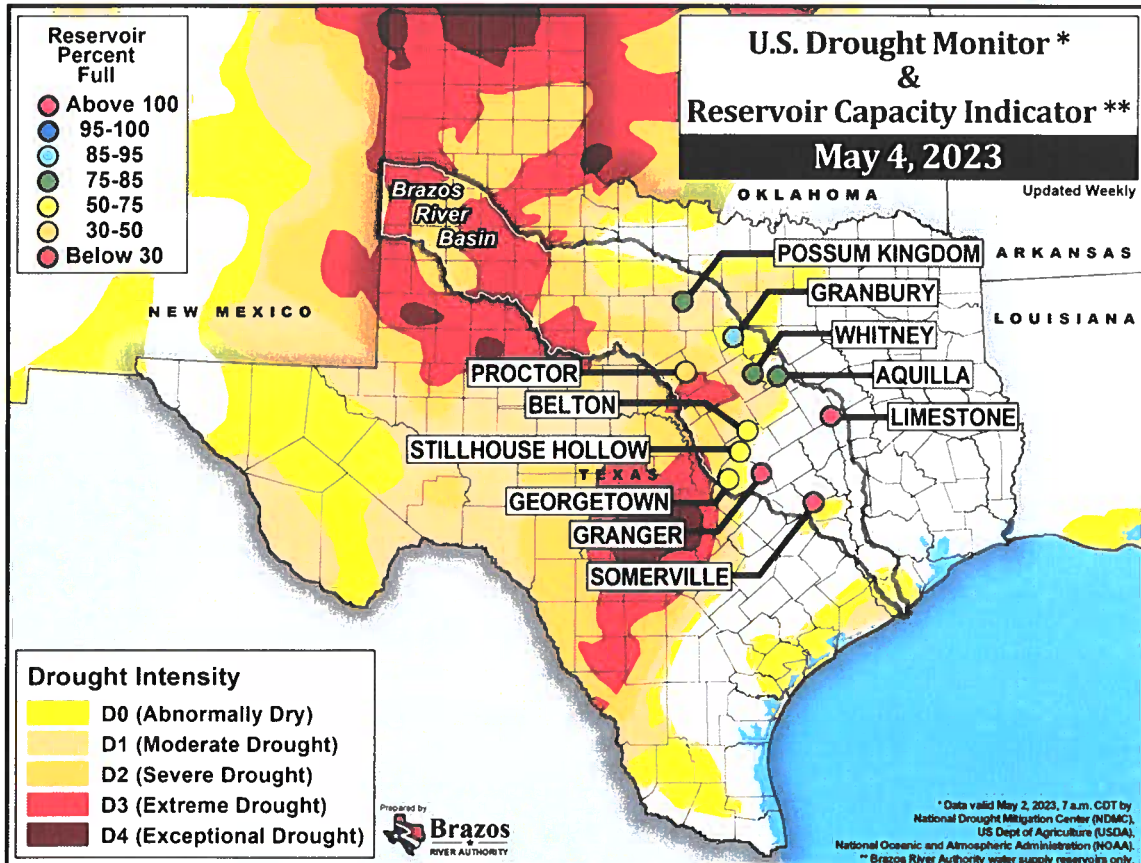 Reservoir
Percent
Full
Above 100
95-100
85-95
75-85
50-75
30-50
Below 30
U.S. Drought Monitor *
&
Reservoir Capacity Indicator **
May 4, 2023
Updated Weekly
OKLAHOMA
ARKANSAS
LOUISIANA
NEW MEXICO
TEXAS
Brazos
River
Basin
POSSUM KINGDOM
GRANBURY
WHITNEY
AQUILLA
LIMESTONE
PROCTOR
BELTON
STILLHOUSE HOLLOW
GEORGETOWN
GRANGER
SOMERVILLE
Drought Intensity
D0 (Abnormally Dry)
D1 (Moderate Drought)
D2 (Severe Drought)
D3 (Extreme Drought)
D4 (Exceptional Drought)
Prepared by
Brazos
RIVER AUTHORITY
* Data valid May 2, 2023, 7 a.m. CDT by
National Drought Mitigation Center (NDMC),
US Dept of Agriculture (USDA),
National Oceanic and Atmospheric Administration (NOAA).
** Brazos River Authority water supply reservoirs only